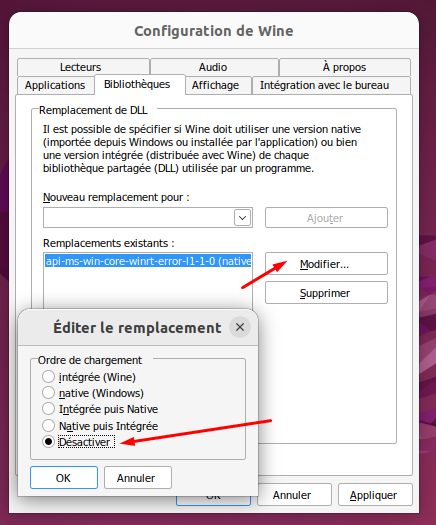 Configuration de Wine
Lecteurs Audio À propos
Applications Bibliothèques Affichage Intégration avec le bureau
Remplacement de DLL
Il est possible de spécifier si Wine doit utiliser une version native
(importée depuis Windows ou installée par l'application) ou bien
une version intégrée (distribuée avec Wine) de chaque
bibliothèque partagée (DLL) utilisée par un programme.
Nouveau remplacement pour :
Ajouter
Remplacements existants :
api-ms-win-core-winrt-error-l1-1-0 (native
Modifier...
Supprimer
Éditer le remplacement
Ordre de chargement
intégrée (Wine)
native (Windows)
Intégrée puis Native
Native puis Intégrée
Désactiver
OK Annuler
OK Annuler Appliquer